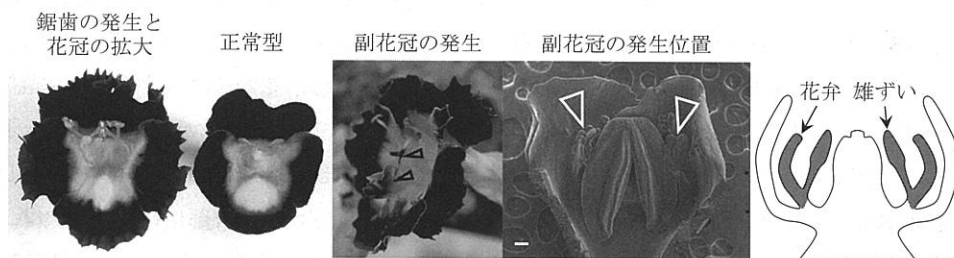 鋸歯の発生と
花冠の拡大
正常型
副花冠の発生
副花冠の発生位置
花弁 雄ずい